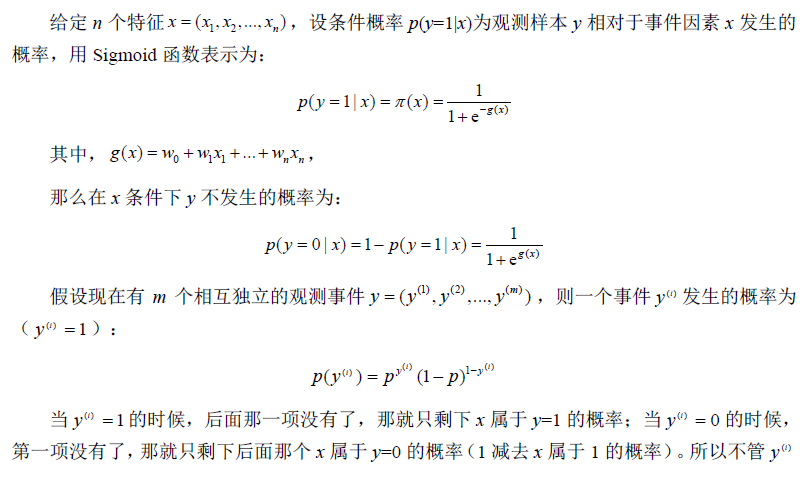 给定 n 个特征 x = (x₁, x₂, ..., xₙ)，设条件概率 p(y=1|x)为观测样本 y 相对于事件因素 x 发生的
概率，用 Sigmoid 函数表示为：
p(y = 1 | x) = π(x) = 1 / (1 + e^{-g(x)})
其中，g(x) = w₀ + w₁x₁ + ... + wₙxₙ，
那么在 x 条件下 y 不发生的概率为：
p(y = 0 | x) = 1 − p(y = 1 | x) = 1 / (1 + e^{g(x)})
假设现在有 m 个相互独立的观测事件 y = (y^{(1)}, y^{(2)}, ..., y^{(m)})，则一个事件 y^{(i)} 发生的概率为
（y^{(i)} = 1）：
p(y^{(i)}) = p^{y^{(i)}} (1 − p)^{1−y^{(i)}}
当 y^{(i)} = 1 的时候，后面那一项没有了，那就只剩下 x 属于 y=1 的概率；当 y^{(i)} = 0 的时候，
第一项没有了，那就只剩下后面那个 x 属于 y=0 的概率（1 减去 x 属于 1 的概率）。所以不管 y^{(i)}